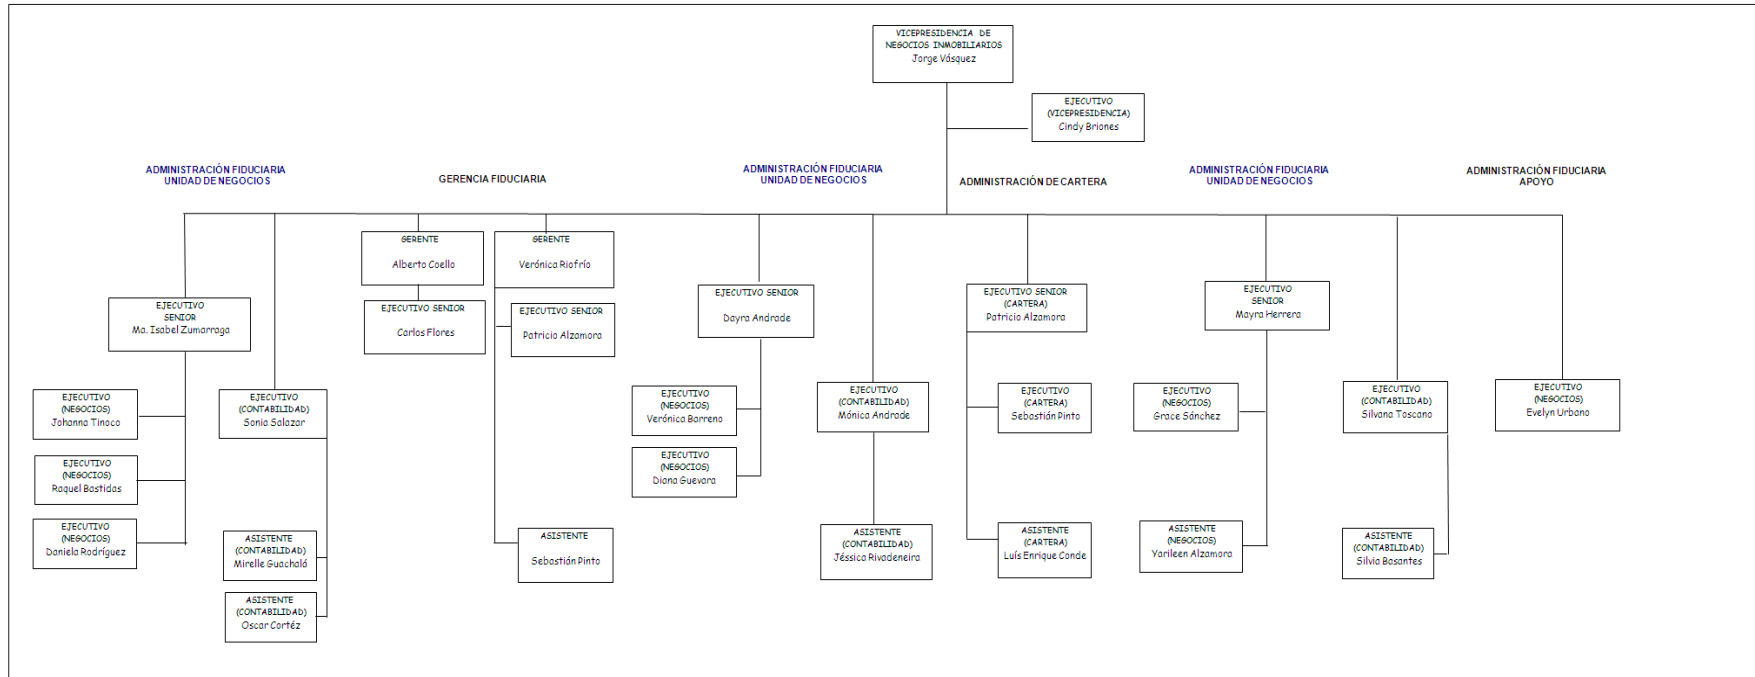 VICEPRESIDENCIA DE
NEGOCIOS INMOBILIARIOS
Jorge Vásquez
EJECUTIVO
(VICEPRESIDENCIA)
Cindy Briones
ADMINISTRACIÓN FIDUCIARIA
UNIDAD DE NEGOCIOS
GERENCIA FIDUCIARIA
ADMINISTRACIÓN FIDUCIARIA
UNIDAD DE NEGOCIOS
ADMINISTRACIÓN DE CARTERA
ADMINISTRACIÓN FIDUCIARIA
UNIDAD DE NEGOCIOS
ADMINISTRACIÓN FIDUCIARIA
APOYO
EJECUTIVO
SENIOR
Ma. Isabel Zumarraga
EJECUTIVO
(NEGOCIOS)
Johanna Tinoco
EJECUTIVO
(NEGOCIOS)
Raquel Bastidas
EJECUTIVO
(NEGOCIOS)
Daniela Rodríguez
EJECUTIVO
(CONTABILIDAD)
Sonia Salazar
ASISTENTE
(CONTABILIDAD)
Mirelle Guachalá
ASISTENTE
(CONTABILIDAD)
Oscar Cortéz
GERENTE
Alberto Coello
EJECUTIVO SENIOR
Carlos Flores
GERENTE
Verónica Riofrío
EJECUTIVO SENIOR
Patricio Alzamora
ASISTENTE
Sebastián Pinto
EJECUTIVO SENIOR
Dayra Andrade
EJECUTIVO
(NEGOCIOS)
Verónica Barreno
EJECUTIVO
(NEGOCIOS)
Diana Guevara
EJECUTIVO
(CONTABILIDAD)
Mónica Andrade
ASISTENTE
(CONTABILIDAD)
Jéssica Rivadeneira
EJECUTIVO SENIOR
(CARTERA)
Patricio Alzamora
EJECUTIVO
(CARTERA)
Sebastián Pinto
ASISTENTE
(CARTERA)
Luís Enrique Conde
EJECUTIVO
SENIOR
Mayra Herrera
EJECUTIVO
(NEGOCIOS)
Grace Sánchez
ASISTENTE
(NEGOCIOS)
Yarileen Alzamora
EJECUTIVO
(CONTABILIDAD)
Silvana Toscano
ASISTENTE
(CONTABILIDAD)
Silvia Basantes
EJECUTIVO
(NEGOCIOS)
Evelyn Urbano